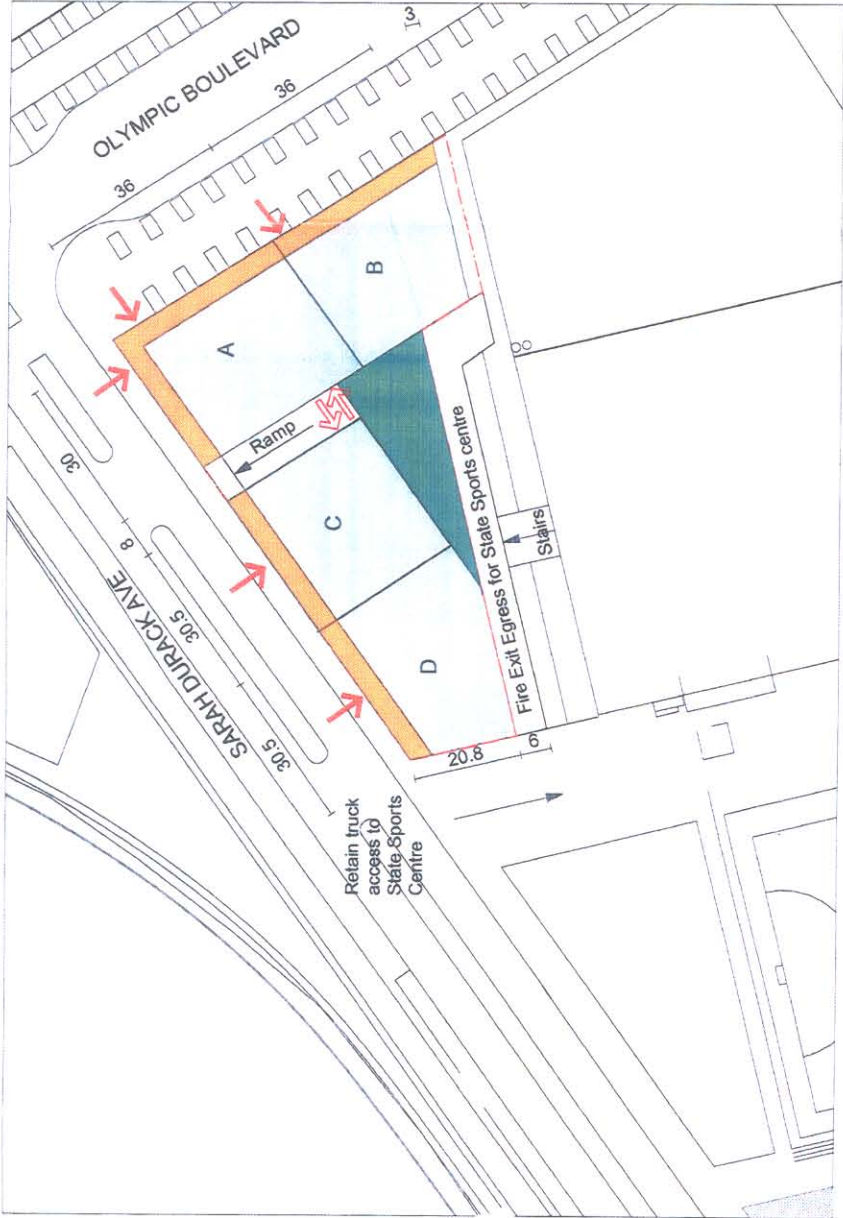 OLYMPIC BOULEVARD
3
36
36
A
B
Ramp
C
D
30
8
30.5
30.5
SARAH DURACK AVE
Fire Exit Egress for State Sports centre
Stairs
20.8
6
Retain truck
access to
State Sports
Centre